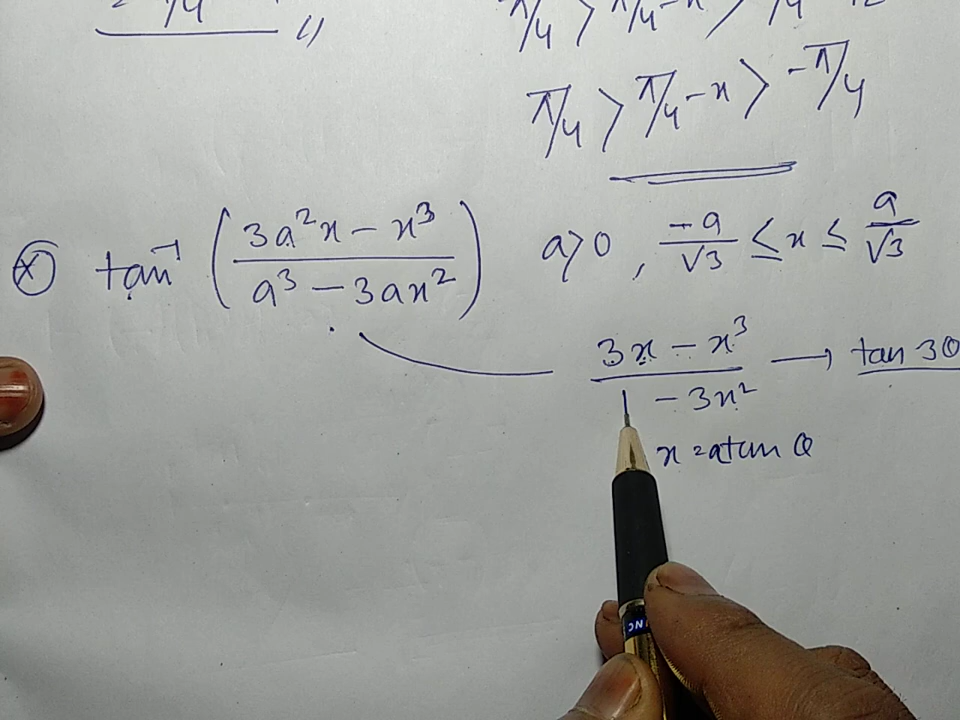 π/4 > π/4 - x > -π/4
(x) tan⁻¹ ( (3a²x - x³) / (a³ - 3ax²) ) a>0, -a/√3 ≤ x ≤ a/√3
(3x - x³) / (1 - 3x²) → tan 3θ
x = a tan θ